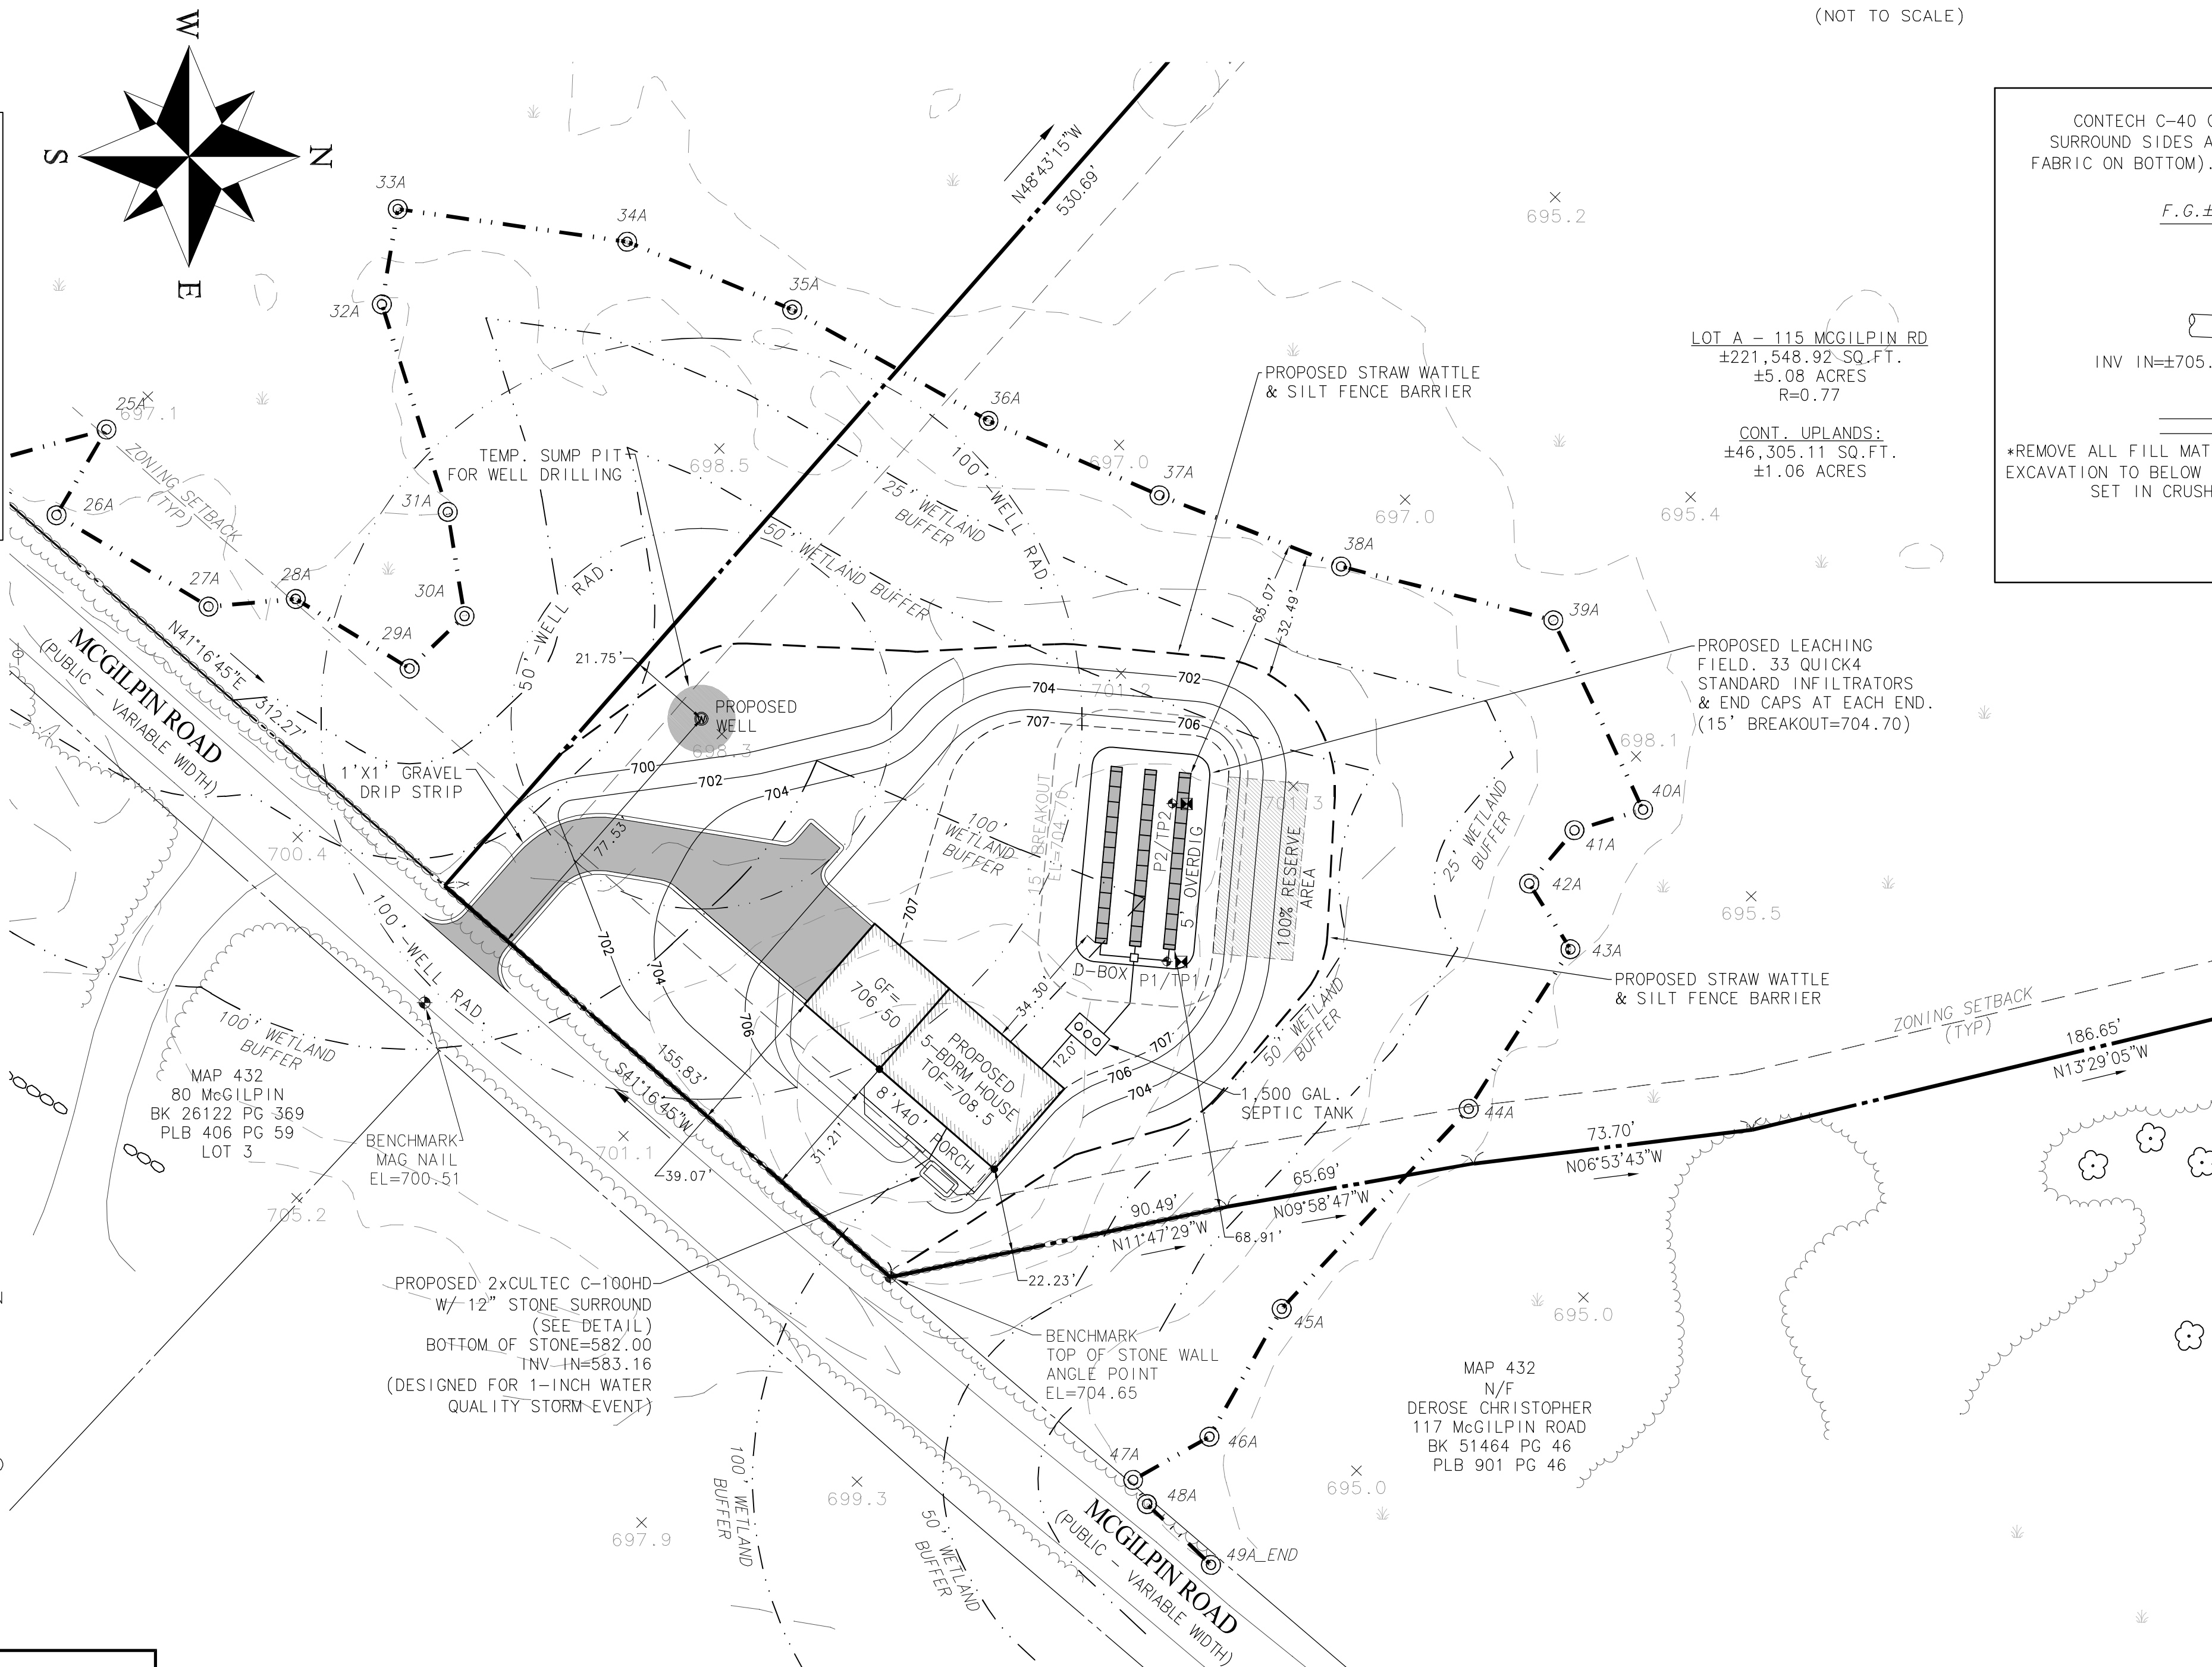 (NOT TO SCALE)
W
S
N
E
33A
34A
35A
32A
25A
697.1
26A
27A
28A
31A
30A
29A
36A
37A
38A
39A
40A
41A
42A
43A
44A
45A
46A
47A
48A
49A_END
N48°43'15"W
530.69'
695.2
CONTECH C-40
SURROUND SIDES
FABRIC ON BOTTOM).
F.G.±
INV IN=±705.
*REMOVE ALL FILL
EXCAVATION TO BELOW
SET IN
LOT A - 115 MCGILPIN RD
±221,548.92 SQ.FT.
±5.08 ACRES
R=0.77
CONT. UPLANDS:
±46,305.11 SQ.FT.
±1.06 ACRES
PROPOSED STRAW WATTLE
& SILT FENCE BARRIER
TEMP. SUMP PIT
FOR WELL DRILLING
698.5
697.0
697.0
695.4
ZONING SETBACK
(TYP)
100' WELL RAD.
25' WETLAND
BUFFER
50' WETLAND BUFFER
50' WELL RAD.
65.07'
32.49'
21.75'
PROPOSED
WELL
698.3
701.2
702
704
707
706
PROPOSED LEACHING
FIELD. 33 QUICK4
STANDARD INFILTRATORS
& END CAPS AT EACH END.
(15' BREAKOUT=704.70)
698.1
N41°16'45"E
312.27'
MCGILPIN ROAD
(PUBLIC - VARIABLE WIDTH)
1'X1' GRAVEL
DRIP STRIP
700
702
704
77.53'
700.4
100' WETLAND
BUFFER
15' BREAKOUT
EL=704.70
P2/TP2
5' OVERDIG
701.3
100% RESERVE
AREA
25' WETLAND
BUFFER
695.5
707
702
704
706
GF=
706.50
D-BOX
P1/TP1
34.30'
PROPOSED STRAW WATTLE
& SILT FENCE BARRIER
50' WETLAND
BUFFER
ZONING SETBACK
(TYP)
186.65'
N13°29'05"W
100' WELL RAD.
100' WETLAND
BUFFER
MAP 432
80 McGILPIN
BK 26122 PG 369
PLB 406 PG 59
LOT 3
BENCHMARK
MAG NAIL
EL=700.51
705.2
701.1
155.83'
S41°16'45"W
39.07'
31.21'
PROPOSED
5-BDRM HOUSE
TOF=708.5
8'X40' PORCH
12.0'
707
706
704
1,500 GAL.
SEPTIC TANK
73.70'
N06°53'43"W
65.69'
N09°58'47"W
90.49'
N11°47'29"W
68.91'
22.23'
PROPOSED 2xCULTEC C-100HD
W/ 12" STONE SURROUND
(SEE DETAIL)
BOTTOM OF STONE=582.00
INV IN=583.16
(DESIGNED FOR 1-INCH WATER
QUALITY STORM EVENT)
BENCHMARK
TOP OF STONE WALL
ANGLE POINT
EL=704.65
695.0
MAP 432
N/F
DEROSE CHRISTOPHER
117 McGILPIN ROAD
BK 51464 PG 46
PLB 901 PG 46
100' WETLAND
BUFFER
699.3
697.9
50' WETLAND
BUFFER
695.0
MCGILPIN ROAD
(PUBLIC - VARIABLE WIDTH)